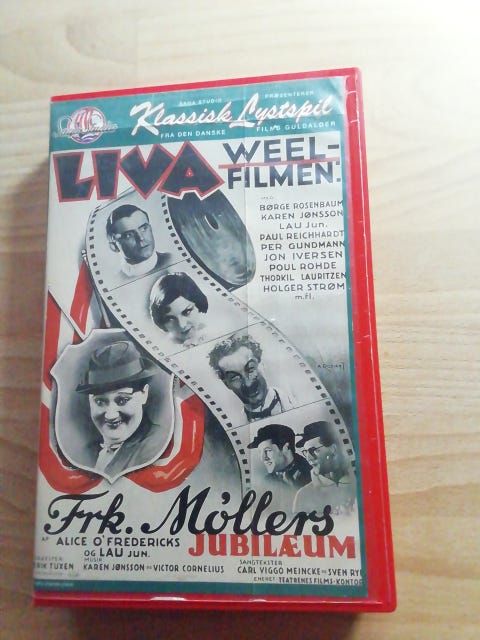 SAGA STUDIO PRÆSENTERER
Klassisk Lystspil
FRA DEN DANSKE FILMS GULDALDER
LIVA
WEEL-
FILMEN:
MED
BØRGE ROSENBAUM
KAREN JØNSSON
LAU Jun.
PAUL REICHHARDT
PER GUNDMANN
JON IVERSEN
POUL ROHDE
THORKIL LAURITZEN
HOLGER STRØM
m.fl.
Frk. Møllers
JUBILÆUM
AF ALICE O'FREDERICKS
OG LAU JUN.
MUSIK
KAREN JØNSSON OG VICTOR CORNELIUS
SANGTEKSTER
CARL VIGGO MEINCKE OG SVEN
TUXEN
ENERET TEATRENES FILMS-KONTOR